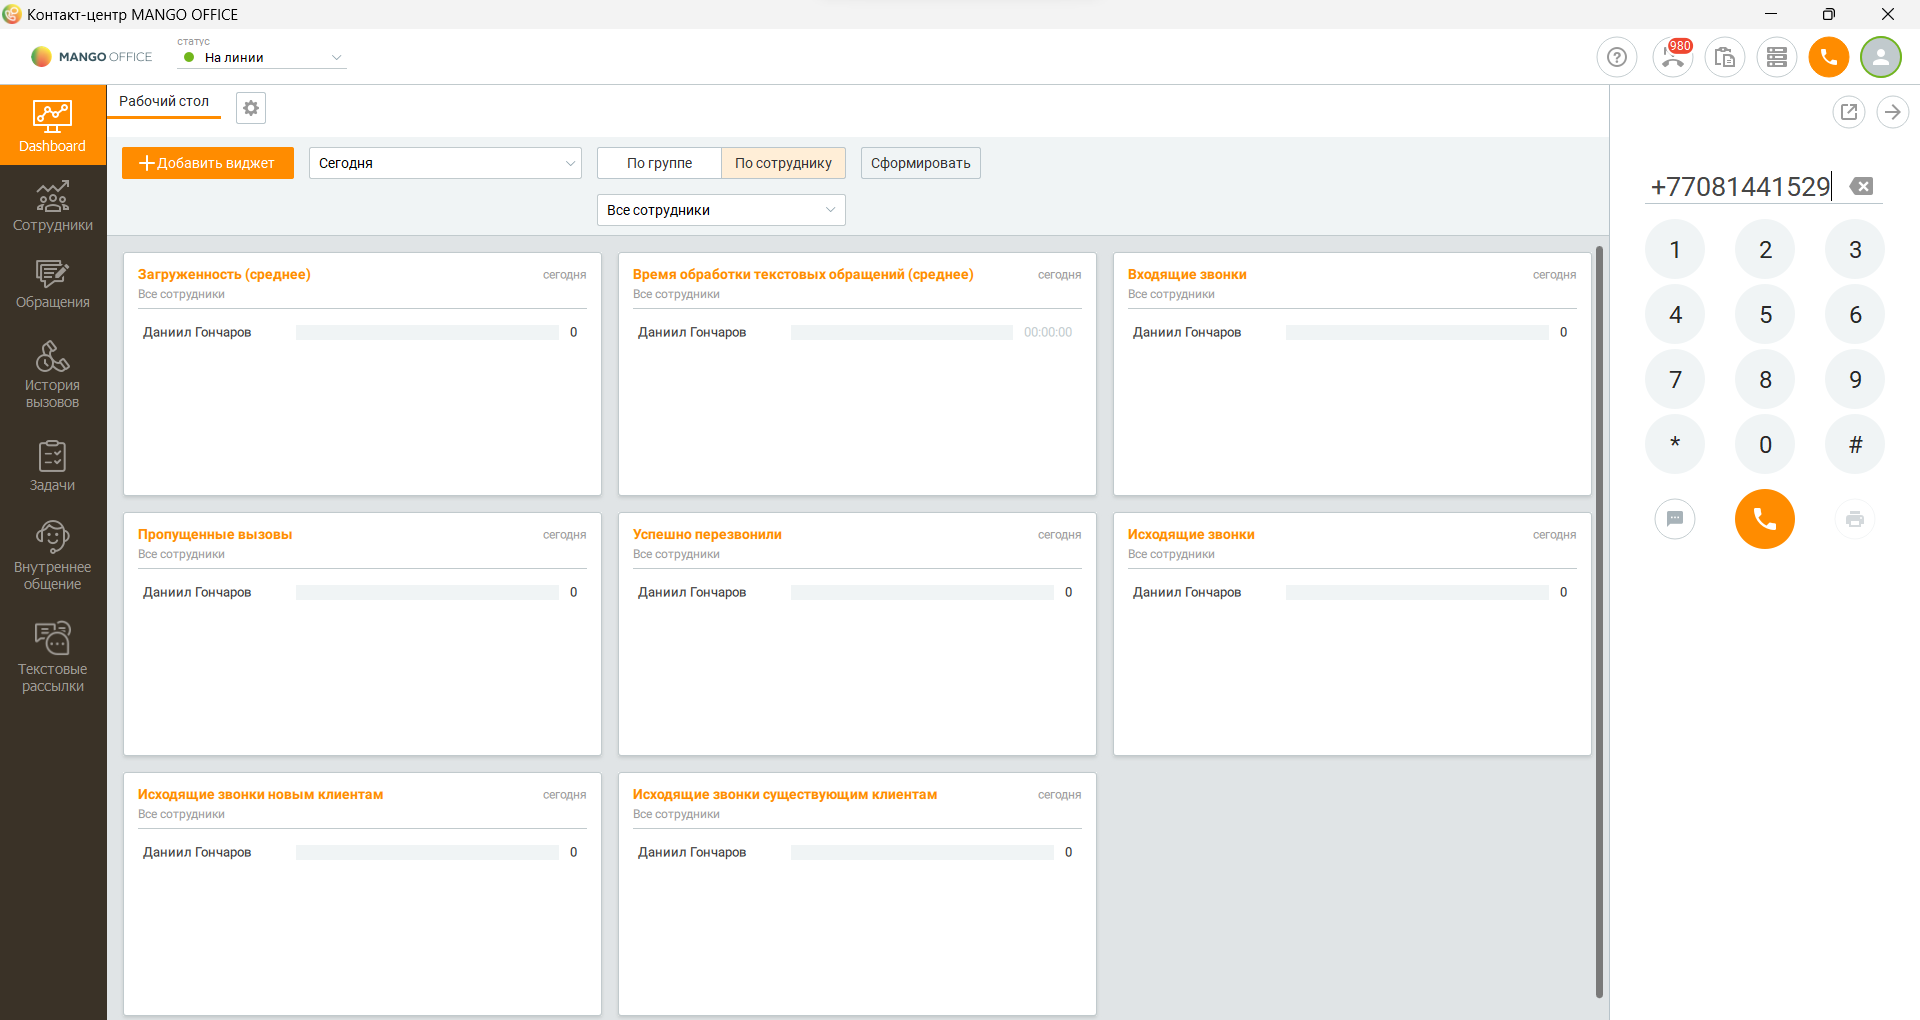 Контакт-центр MANGO OFFICE
MANGO OFFICE
статус
На линии
980
Dashboard
Сотрудники
Обращения
История
вызовов
Задачи
Внутреннее
общение
Текстовые
рассылки
Рабочий стол
Добавить виджет
Сегодня
По группе
По сотруднику
Сформировать
Все сотрудники
Загруженность (среднее)
сегодня
Все сотрудники
Даниил Гончаров
0
Время обработки текстовых обращений (среднее)
сегодня
Все сотрудники
Даниил Гончаров
00:00:00
Входящие звонки
сегодня
Все сотрудники
Даниил Гончаров
0
Пропущенные вызовы
сегодня
Все сотрудники
Даниил Гончаров
0
Успешно перезвонили
сегодня
Все сотрудники
Даниил Гончаров
0
Исходящие звонки
сегодня
Все сотрудники
Даниил Гончаров
0
Исходящие звонки новым клиентам
сегодня
Все сотрудники
Даниил Гончаров
0
Исходящие звонки существующим клиентам
сегодня
Все сотрудники
Даниил Гончаров
0
+77081441529
1 2 3
4 5 6
7 8 9
* 0 #